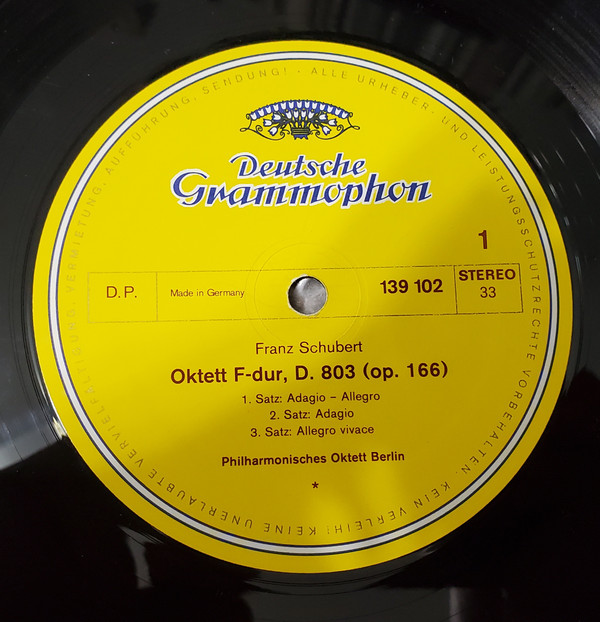 ALLE URHEBER- UND LEISTUNGSSCHUTZRECHTE VORBEHALTEN. KEIN VERLEIH! KEINE UNERLAUBTE VERVIELFÄLTIGUNG, VERMIETUNG, AUFFÜHRUNG, SENDUNG! ·
Deutsche
Grammophon
1
D.P.
Made in Germany
139 102
STEREO
33
Franz Schubert
Oktett F-dur, D. 803 (op. 166)
1. Satz: Adagio – Allegro
2. Satz: Adagio
3. Satz: Allegro vivace
Philharmonisches Oktett Berlin
*